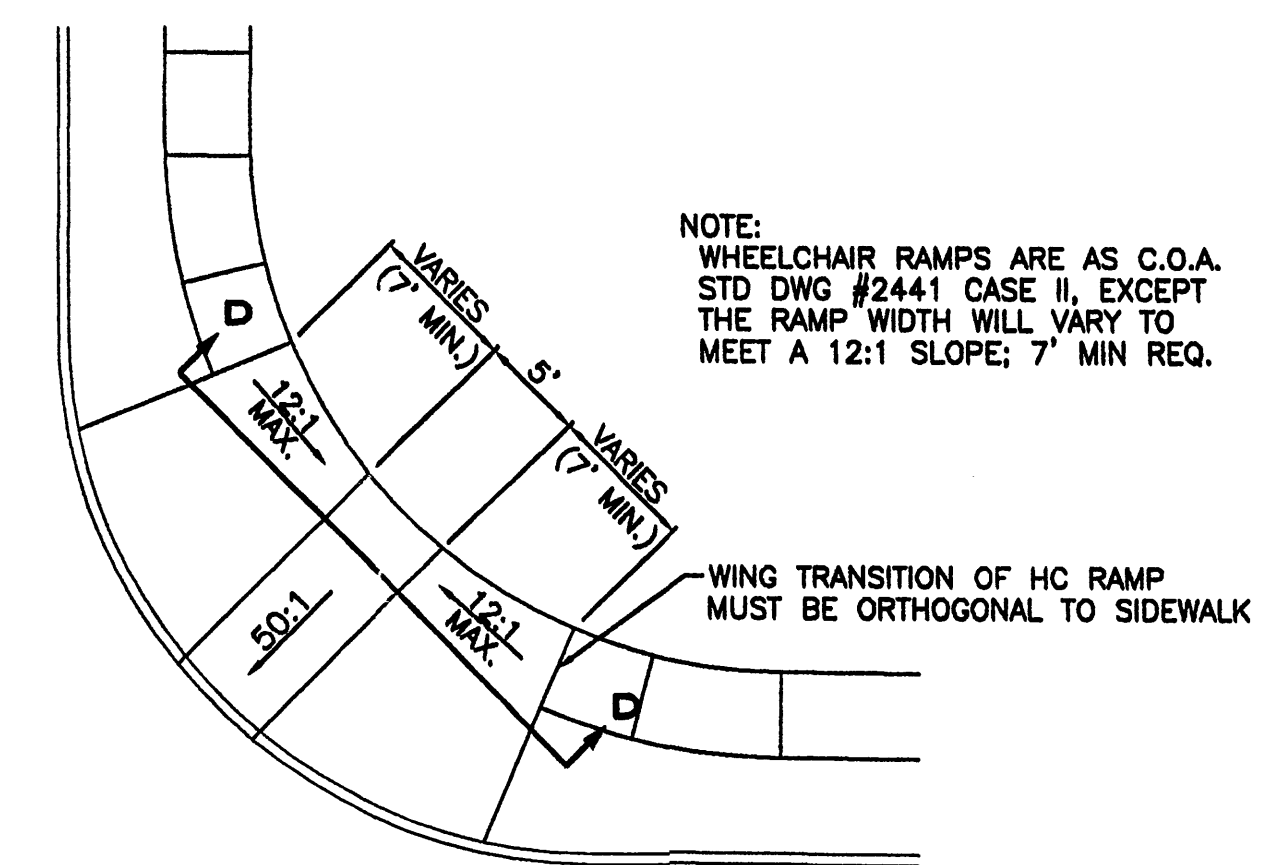 NOTE:
WHEELCHAIR RAMPS ARE AS C.O.A.
STD DWG #2441 CASE II, EXCEPT
THE RAMP WIDTH WILL VARY TO
MEET A 12:1 SLOPE; 7' MIN REQ.
VARIES
(7' MIN.)
5'
VARIES
(7' MIN.)
D
12:1
MAX.
50:1
12:1
MAX.
D
WING TRANSITION OF HC RAMP
MUST BE ORTHOGONAL TO SIDEWALK